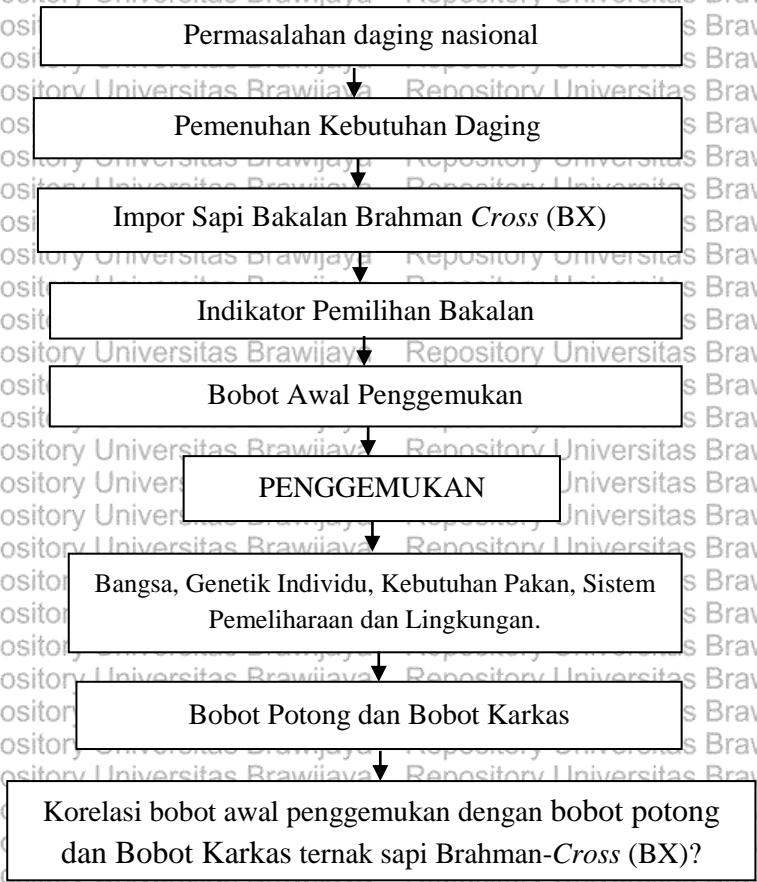 Permasalahan daging nasional
Pemenuhan Kebutuhan Daging
Impor Sapi Bakalan Brahman Cross (BX)
Indikator Pemilihan Bakalan
Bobot Awal Penggemukan
PENGGEMUKAN
Bangsa, Genetik Individu, Kebutuhan Pakan, Sistem
Pemeliharaan dan Lingkungan.
Bobot Potong dan Bobot Karkas
Korelasi bobot awal penggemukan dengan bobot potong
dan Bobot Karkas ternak sapi Brahman-Cross (BX)?